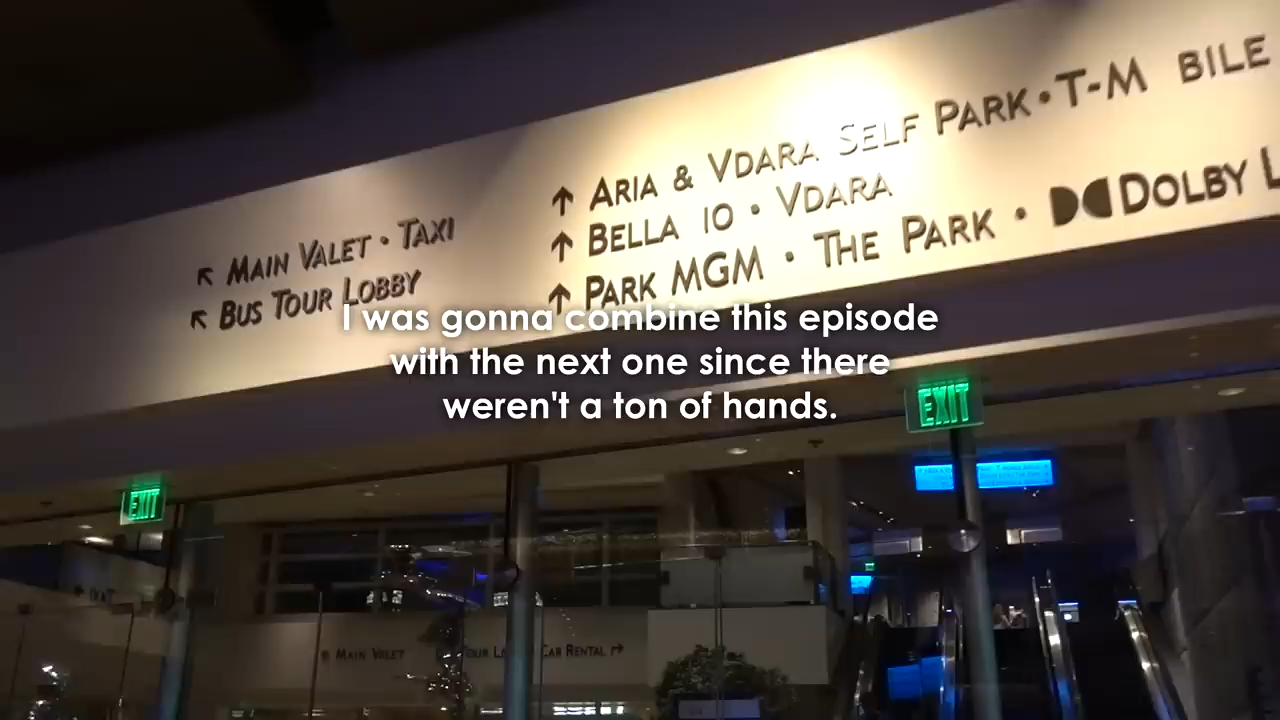 ↖ MAIN VALET • TAXI
↖ BUS TOUR LOBBY
↑ ARIA & VDARA SELF PARK • T-M BILE
↑ BELLA IO • VDARA
↑ PARK MGM • THE PARK • DOLBY L
I was gonna combine this episode
with the next one since there
weren't a ton of hands.
EXIT
EXIT
MAIN VALET
TOUR
CAR RENTAL ↱